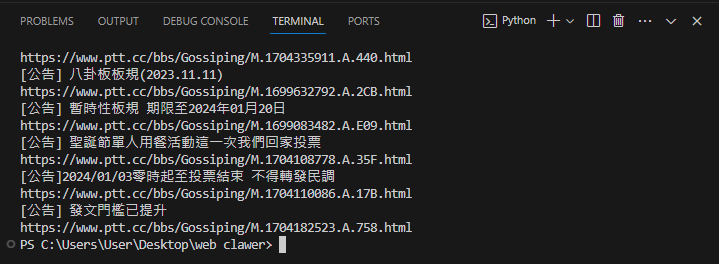 PROBLEMS OUTPUT DEBUG CONSOLE TERMINAL PORTS Python
https://www.ptt.cc/bbs/Gossiping/M.1704335911.A.440.html
[公告] 八卦板板規(2023.11.11)
https://www.ptt.cc/bbs/Gossiping/M.1699632792.A.2CB.html
[公告] 暫時性板規 期限至2024年01月20日
https://www.ptt.cc/bbs/Gossiping/M.1699083482.A.E09.html
[公告] 聖誕節單人用餐活動這一次我們回家投票
https://www.ptt.cc/bbs/Gossiping/M.1704108778.A.35F.html
[公告]2024/01/03零時起至投票結束 不得轉發民調
https://www.ptt.cc/bbs/Gossiping/M.1704110086.A.17B.html
[公告] 發文門檻已提升
https://www.ptt.cc/bbs/Gossiping/M.1704182523.A.758.html
PS C:\Users\User\Desktop\web clawer>